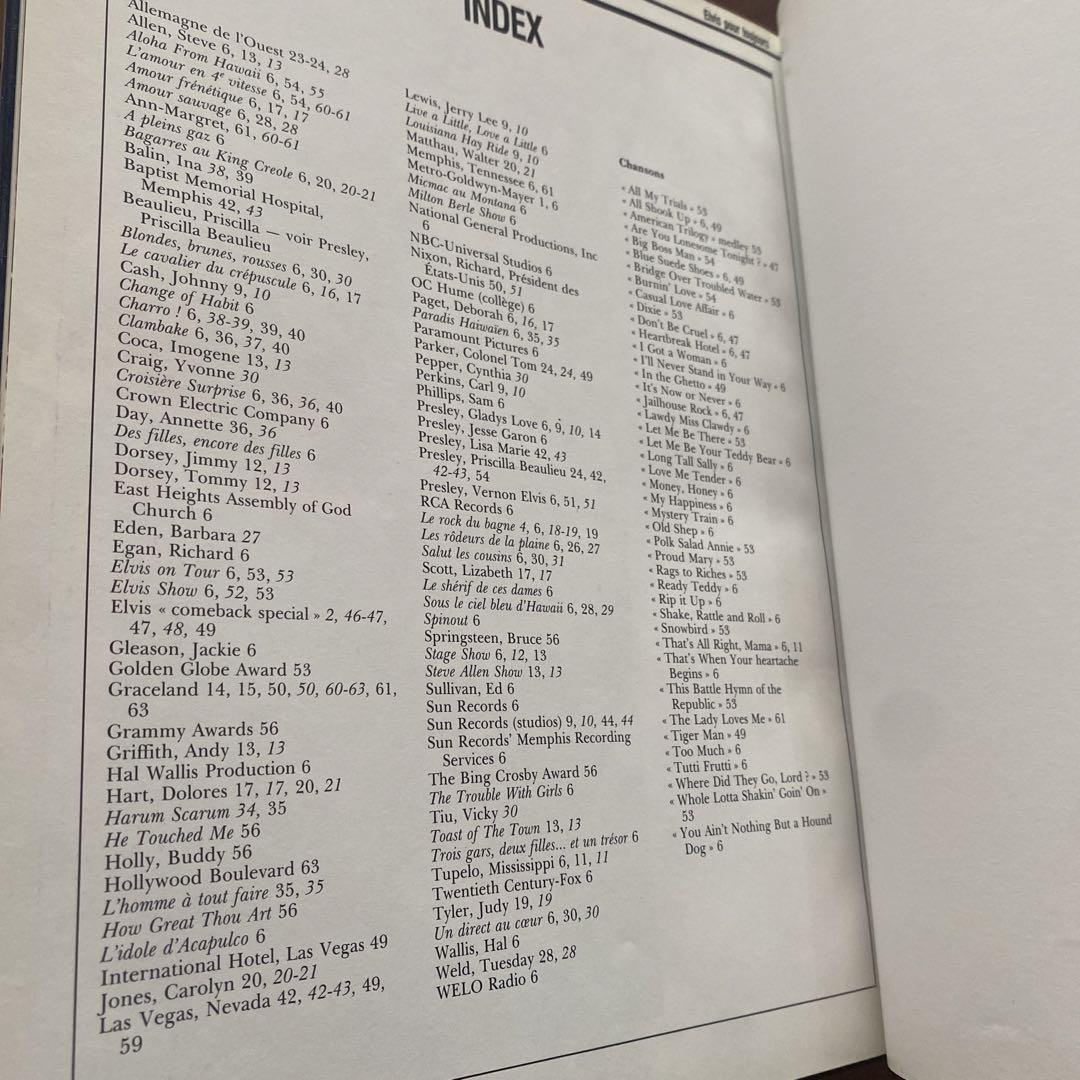 INDEX
Elvis pour toujours
Allemagne de l'Ouest 23-24, 28
Allen, Steve 6, 13, 13
Aloha From Hawaii 6, 54, 55
L'amour en 4e vitesse 6, 54, 60-61
Amour frénétique 6, 17, 17
Amour sauvage 6, 28, 28
Ann-Margret, 61, 60-61
A pleins gaz 6
Bagarres au King Creole 6, 20, 20-21
Balin, Ina 38, 39
Baptist Memorial Hospital,
Memphis 42, 43
Beaulieu, Priscilla — voir Presley,
Priscilla Beaulieu
Blondes, brunes, rousses 6, 30, 30
Le cavalier du crépuscule 6, 16, 17
Cash, Johnny 9, 10
Change of Habit 6
Charro ! 6, 38-39, 39, 40
Clambake 6, 36, 37, 40
Coca, Imogene 13, 13
Craig, Yvonne 30
Croisière Surprise 6, 36, 36, 40
Crown Electric Company 6
Day, Annette 36, 36
Des filles, encore des filles 6
Dorsey, Jimmy 12, 13
Dorsey, Tommy 12, 13
East Heights Assembly of God
Church 6
Eden, Barbara 27
Egan, Richard 6
Elvis on Tour 6, 53, 53
Elvis Show 6, 52, 53
Elvis « comeback special » 2, 46-47,
47, 48, 49
Gleason, Jackie 6
Golden Globe Award 53
Graceland 14, 15, 50, 50, 60-63, 61,
63
Grammy Awards 56
Griffith, Andy 13, 13
Hal Wallis Production 6
Hart, Dolores 17, 17, 20, 21
Harum Scarum 34, 35
He Touched Me 56
Holly, Buddy 56
Hollywood Boulevard 63
L'homme à tout faire 35, 35
How Great Thou Art 56
L'idole d'Acapulco 6
International Hotel, Las Vegas 49
Jones, Carolyn 20, 20-21
Las Vegas, Nevada 42, 42-43, 49,
59
Lewis, Jerry Lee 9, 10
Live a Little, Love a Little 6
Louisiana Hay Ride 9, 10
Matthau, Walter 20, 21
Memphis, Tennessee 6, 61
Metro-Goldwyn-Mayer 1, 6
Micmac au Montana 6
Milton Berle Show 6
National General Productions, Inc
6
NBC-Universal Studios 6
Nixon, Richard, Président des
États-Unis 50, 51
OC Hume (collège) 6
Paget, Deborah 6, 16, 17
Paradis Haiwaïen 6, 35, 35
Paramount Pictures 6
Parker, Colonel Tom 24, 24, 49
Pepper, Cynthia 30
Perkins, Carl 9, 10
Phillips, Sam 6
Presley, Gladys Love 6, 9, 10, 14
Presley, Jesse Garon 6
Presley, Lisa Marie 42, 43
Presley, Priscilla Beaulieu 24, 42,
42-43, 54
Presley, Vernon Elvis 6, 51, 51
RCA Records 6
Le rock du bagne 4, 6, 18-19, 19
Les rôdeurs de la plaine 6, 26, 27
Salut les cousins 6, 30, 31
Scott, Lizabeth 17, 17
Le shérif de ces dames 6
Sous le ciel bleu d'Hawaii 6, 28, 29
Spinout 6
Springsteen, Bruce 56
Stage Show 6, 12, 13
Steve Allen Show 13, 13
Sullivan, Ed 6
Sun Records 6
Sun Records (studios) 9, 10, 44, 44
Sun Records' Memphis Recording
Services 6
The Bing Crosby Award 56
The Trouble With Girls 6
Tiu, Vicky 30
Toast of The Town 13, 13
Trois gars, deux filles... et un trésor 6
Tupelo, Mississippi 6, 11, 11
Twentieth Century-Fox 6
Tyler, Judy 19, 19
Un direct au cœur 6, 30, 30
Wallis, Hal 6
Weld, Tuesday 28, 28
WELO Radio 6
Chansons
« All My Trials » 53
« All Shook Up » 6, 49
« American Trilogy » medley 53
« Are You Lonesome Tonight ? » 47
« Big Boss Man » 54
« Blue Suede Shoes » 6, 49
« Bridge Over Troubled Water » 53
« Burnin' Love » 54
« Casual Love Affair » 6
« Dixie » 53
« Don't Be Cruel » 6, 47
« Heartbreak Hotel » 6, 47
« I Got a Woman » 6
« I'll Never Stand in Your Way » 6
« In the Ghetto » 49
« It's Now or Never » 6
« Jailhouse Rock » 6, 47
« Lawdy Miss Clawdy » 6
« Let Me Be There » 53
« Let Me Be Your Teddy Bear » 6
« Long Tall Sally » 6
« Love Me Tender » 6
« Money, Honey » 6
« My Happiness » 6
« Mystery Train » 6
« Old Shep » 6
« Polk Salad Annie » 53
« Proud Mary » 53
« Rags to Riches » 53
« Ready Teddy » 6
« Rip it Up » 6
« Shake, Rattle and Roll » 6
« Snowbird » 53
« That's All Right, Mama » 6, 11
« That's When Your heartache
Begins » 6
« This Battle Hymn of the
Republic » 53
« The Lady Loves Me » 61
« Tiger Man » 49
« Too Much » 6
« Tutti Frutti » 6
« Where Did They Go, Lord ? » 53
« Whole Lotta Shakin' Goin' On »
53
« You Ain't Nothing But a Hound
Dog » 6